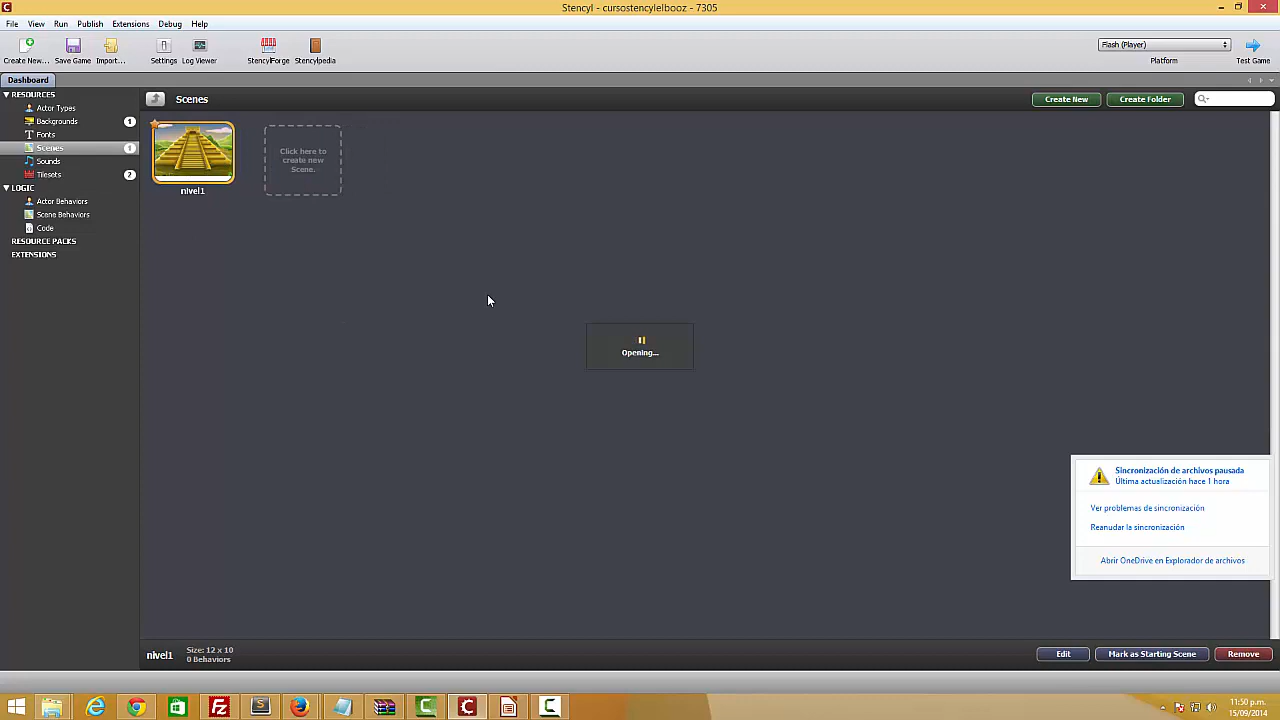 Stencyl - cursostencylelbooz - 7305
File View Run Publish Extensions Debug Help
Create New... Save Game Import... Settings Log Viewer StencylForge Stencylpedia
Flash (Player)
Platform Test Game
Dashboard
RESOURCES
Actor Types
Backgrounds 1
Fonts
Scenes 1
Sounds
Tilesets 2
LOGIC
Actor Behaviors
Scene Behaviors
Code
RESOURCE PACKS
EXTENSIONS
Scenes
Create New Create Folder
nivel1
Click here to
create new
Scene.
Opening...
Sincronización de archivos pausada
Última actualización hace 1 hora
Ver problemas de sincronización
Reanudar la sincronización
Abrir OneDrive en Explorador de archivos
nivel1
Size: 12 x 10
0 Behaviors
Edit Mark as Starting Scene Remove
11:50 p.m.
15/09/2014